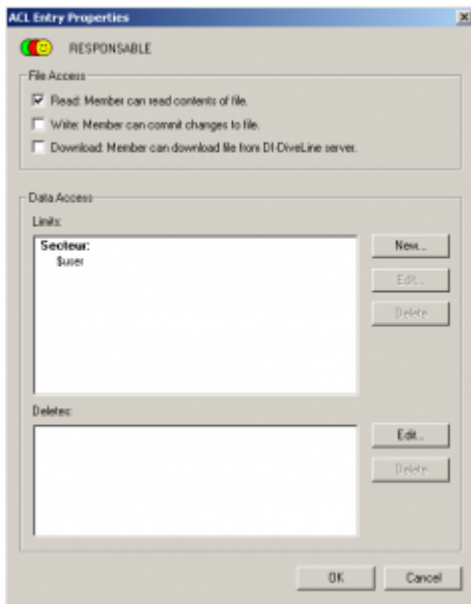 ACL Entry Properties
RESPONSABLE
File Access
Read: Member can read contents of file.
Write: Member can commit changes to file.
Download: Member can download file from DI-DiveLine server.
Data Access
Limits:
Secteur:
$user
New...
Edit...
Delete
Deletes:
Edit...
Delete
OK
Cancel